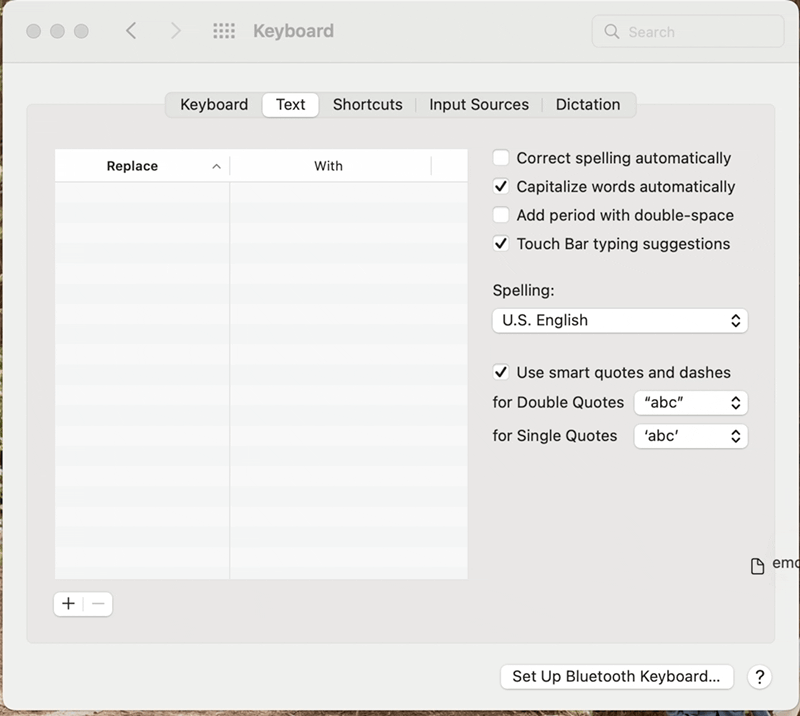 Keyboard
Search
Keyboard Text Shortcuts Input Sources Dictation
Replace With
Correct spelling automatically
Capitalize words automatically
Add period with double-space
Touch Bar typing suggestions
Spelling:
U.S. English
Use smart quotes and dashes
for Double Quotes “abc”
for Single Quotes ‘abc’
Set Up Bluetooth Keyboard... ?